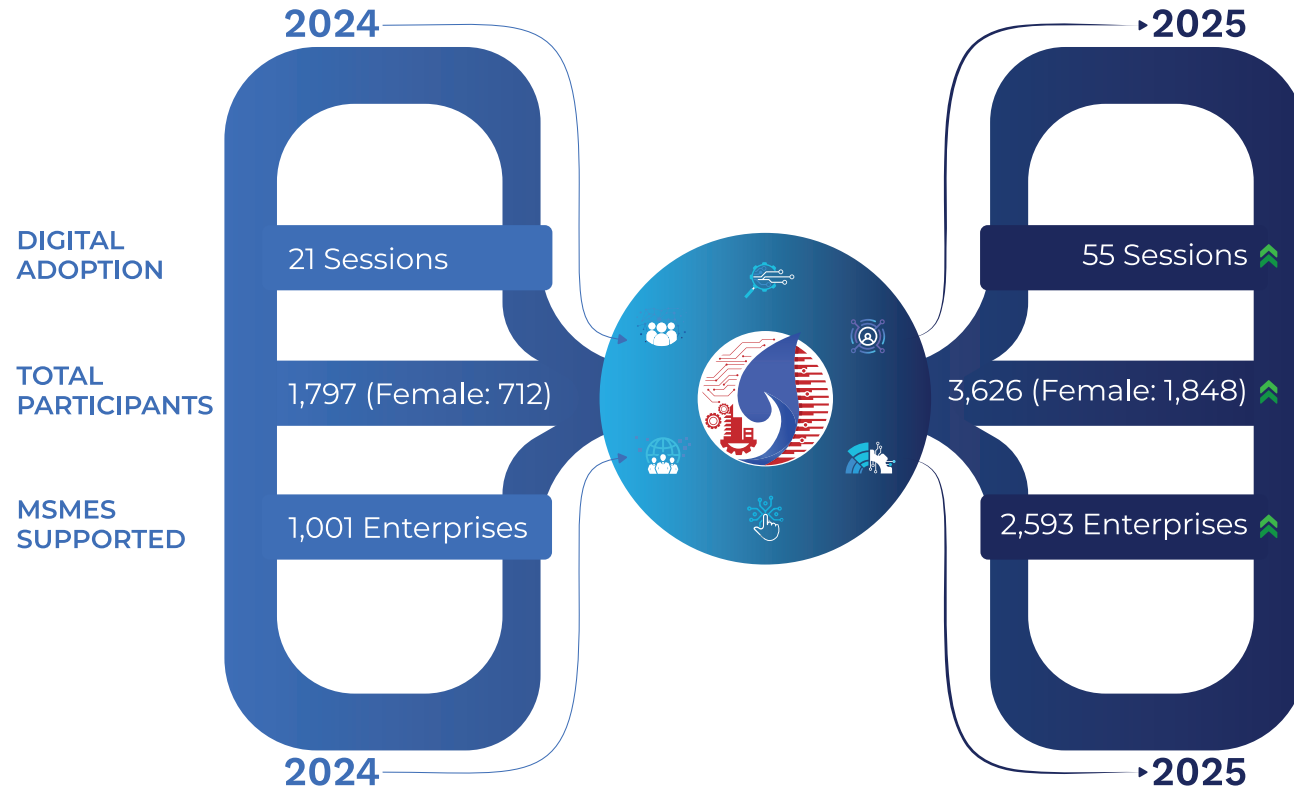 2024
2025
DIGITAL
ADOPTION
21 Sessions
55 Sessions
TOTAL
PARTICIPANTS
1,797 (Female: 712)
3,626 (Female: 1,848)
MSMES
SUPPORTED
1,001 Enterprises
2,593 Enterprises
2024
2025